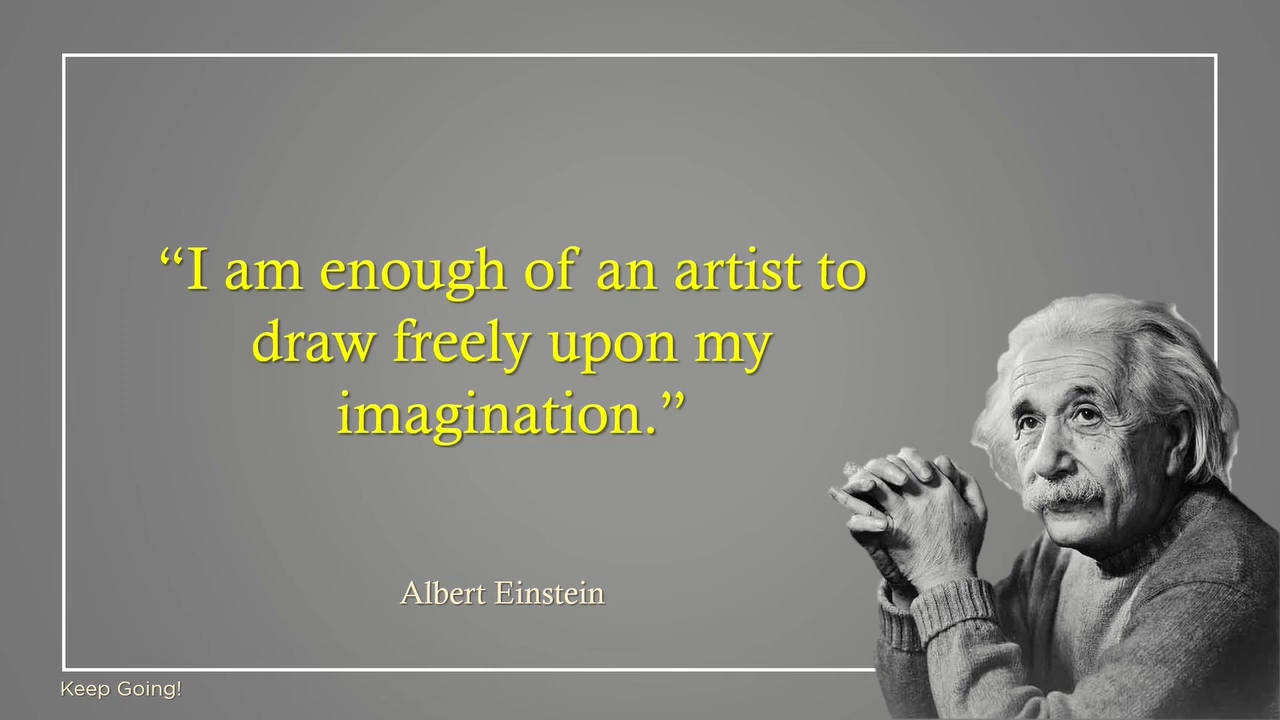 “I am enough of an artist to
draw freely upon my
imagination.”
Albert Einstein
Keep Going!